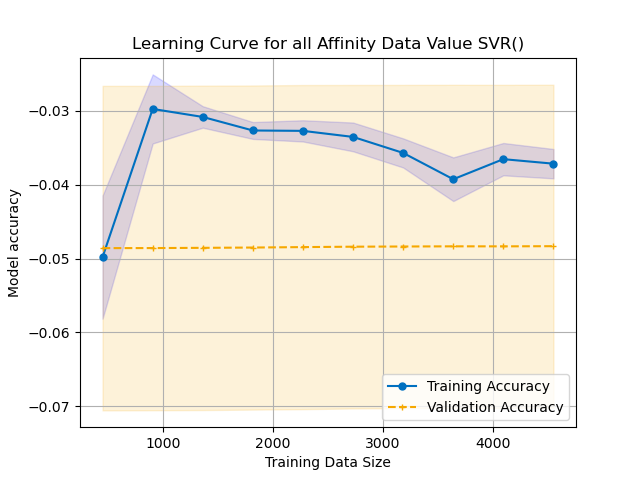 Learning Curve for all Affinity Data Value SVR()
−0.03
−0.04
−0.05
−0.06
−0.07
Model accuracy
1000 2000 3000 4000
Training Data Size
Training Accuracy
Validation Accuracy